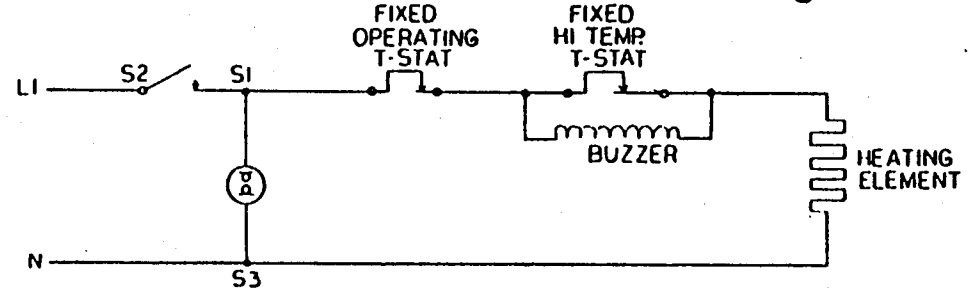 FIXED
OPERATING
T-STAT
FIXED
HI TEMP.
T-STAT
L1
S2
S1
BUZZER
HEATING
ELEMENT
N
S3